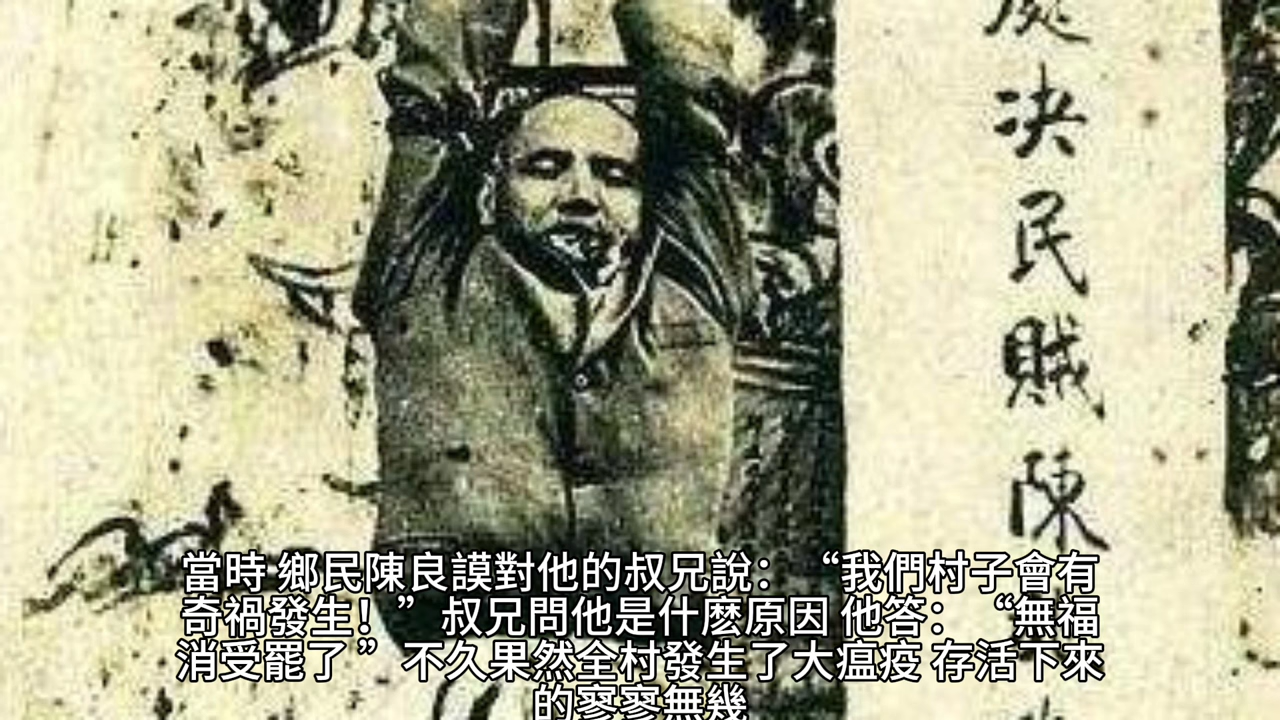 處決民賊陳
當時 鄉民陳良謨對他的叔兄說：“我們村子會有
奇禍發生！” 叔兄問他是什麽原因 他答：“無福
消受罷了 ”不久果然全村發生了大瘟疫 存活下來
的寥寥無幾